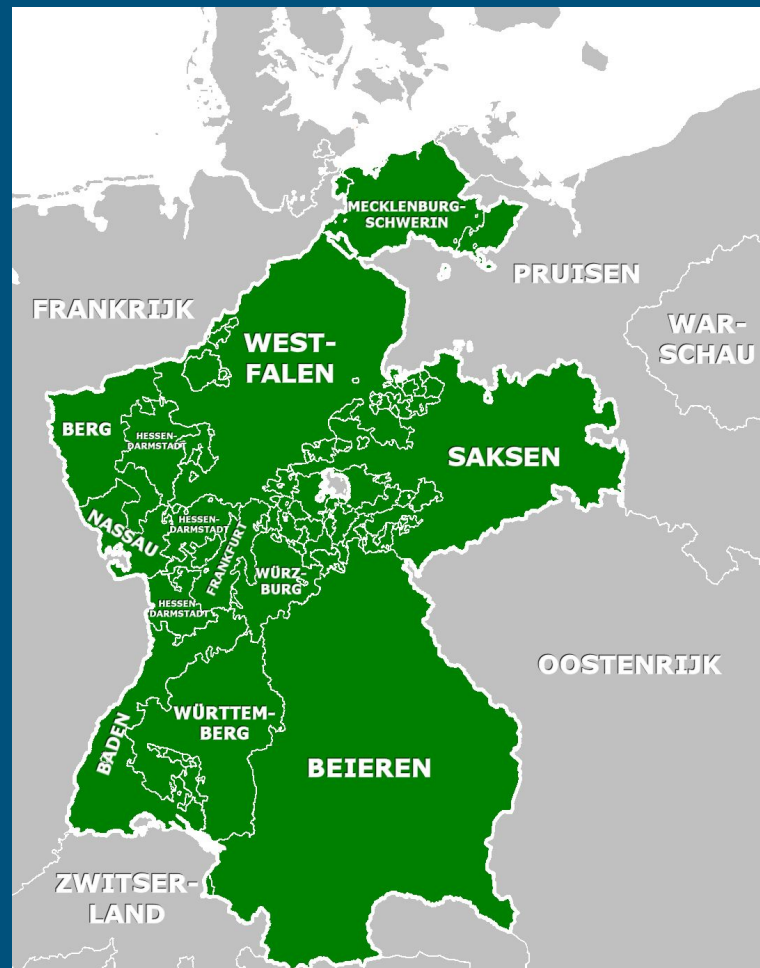 MECKLENBURG-
SCHWERIN
PRUISEN
FRANKRIJK
WAR-
SCHAU
WEST-
FALEN
BERG
HESSEN-
DARMSTADT
SAKSEN
NASSAU
HESSEN-
DARMSTADT
FRANKFURT
WÜRZ-
BURG
HESSEN-
DARMSTADT
OOSTENRIJK
BADEN
WÜRTTEM-
BERG
BEIEREN
ZWITSER-
LAND